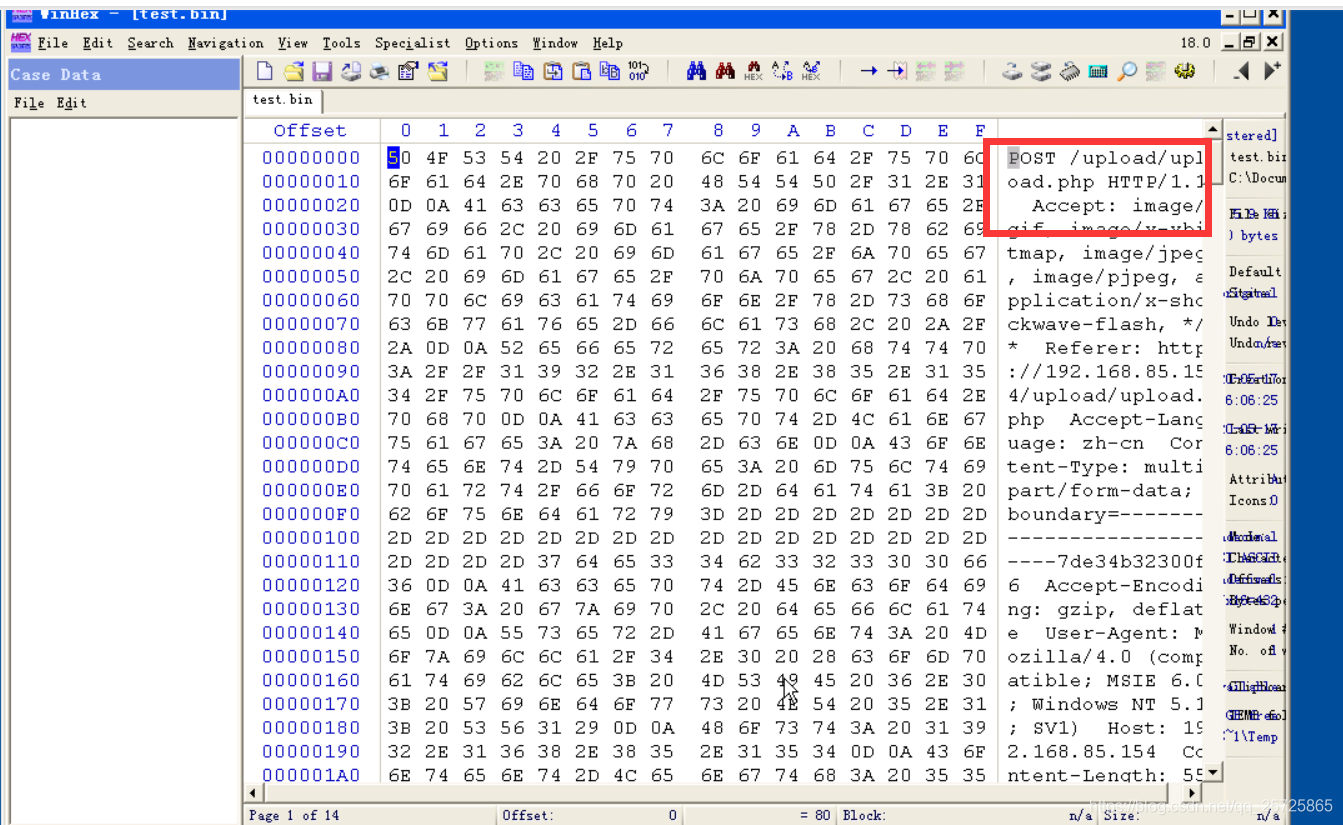 WinHex - [test.bin]
File Edit Search Navigation View Tools Specialist Options Window Help 18.0
Case Data
File Edit
test.bin
Offset 0 1 2 3 4 5 6 7 8 9 A B C D E F
00000000 50 4F 53 54 20 2F 75 70 6C 6F 61 64 2F 75 70 6C POST /upload/upl
00000010 6F 61 64 2E 70 68 70 20 48 54 54 50 2F 31 2E 31 oad.php HTTP/1.1
00000020 0D 0A 41 63 63 65 70 74 3A 20 69 6D 61 67 65 2F Accept: image/
00000030 67 69 66 2C 20 69 6D 61 67 65 2F 78 2D 78 62 69 gif, image/x-xbi
00000040 74 6D 61 70 2C 20 69 6D 61 67 65 2F 6A 70 65 67 tmap, image/jpeg
00000050 2C 20 69 6D 61 67 65 2F 70 6A 70 65 67 2C 20 61 , image/pjpeg, a
00000060 70 70 6C 69 63 61 74 69 6F 6E 2F 78 2D 73 68 6F pplication/x-sho
00000070 63 6B 77 61 76 65 2D 66 6C 61 73 68 2C 20 2A 2F ckwave-flash, */
00000080 2A 0D 0A 52 65 66 65 72 65 72 3A 20 68 74 74 70 * Referer: http
00000090 3A 2F 2F 31 39 32 2E 31 36 38 2E 38 35 2E 31 35 ://192.168.85.15
000000A0 34 2F 75 70 6C 6F 61 64 2F 75 70 6C 6F 61 64 2E 4/upload/upload.
000000B0 70 68 70 0D 0A 41 63 63 65 70 74 2D 4C 61 6E 67 php Accept-Lang
000000C0 75 61 67 65 3A 20 7A 68 2D 63 6E 0D 0A 43 6F 6E uage: zh-cn Con
000000D0 74 65 6E 74 2D 54 79 70 65 3A 20 6D 75 6C 74 69 tent-Type: multi
000000E0 70 61 72 74 2F 66 6F 72 6D 2D 64 61 74 61 3B 20 part/form-data;
000000F0 62 6F 75 6E 64 61 72 79 3D 2D 2D 2D 2D 2D 2D 2D boundary=-------
00000100 2D 2D 2D 2D 2D 2D 2D 2D 2D 2D 2D 2D 2D 2D 2D 2D ----------------
00000110 2D 2D 2D 2D 37 64 65 33 34 62 33 32 33 30 30 66 ----7de34b32300f
00000120 36 0D 0A 41 63 63 65 70 74 2D 45 6E 63 6F 64 69 6 Accept-Encodi
00000130 6E 67 3A 20 67 7A 69 70 2C 20 64 65 66 6C 61 74 ng: gzip, deflat
00000140 65 0D 0A 55 73 65 72 2D 41 67 65 6E 74 3A 20 4D e User-Agent: M
00000150 6F 7A 69 6C 6C 61 2F 34 2E 30 20 28 63 6F 6D 70 ozilla/4.0 (comp
00000160 61 74 69 62 6C 65 3B 20 4D 53 49 45 20 36 2E 30 atible; MSIE 6.0
00000170 3B 20 57 69 6E 64 6F 77 73 20 4E 54 20 35 2E 31 ; Windows NT 5.1
00000180 3B 20 53 56 31 29 0D 0A 48 6F 73 74 3A 20 31 39 ; SV1) Host: 19
00000190 32 2E 31 36 38 2E 38 35 2E 31 35 34 0D 0A 43 6F 2.168.85.154 Co
000001A0 6E 74 65 6E 74 2D 4C 65 6E 67 74 68 3A 20 35 35 ntent-Length: 55
stered]
test.bin
C:\Docum
) bytes
Default
Undo
6:06:25
6:06:25
Icons:0
Window #
\Temp
Page 1 of 14 Offset: 0 = 80 Block: n/a Size: n/a
https://blog.csdn.net/qq_25725865